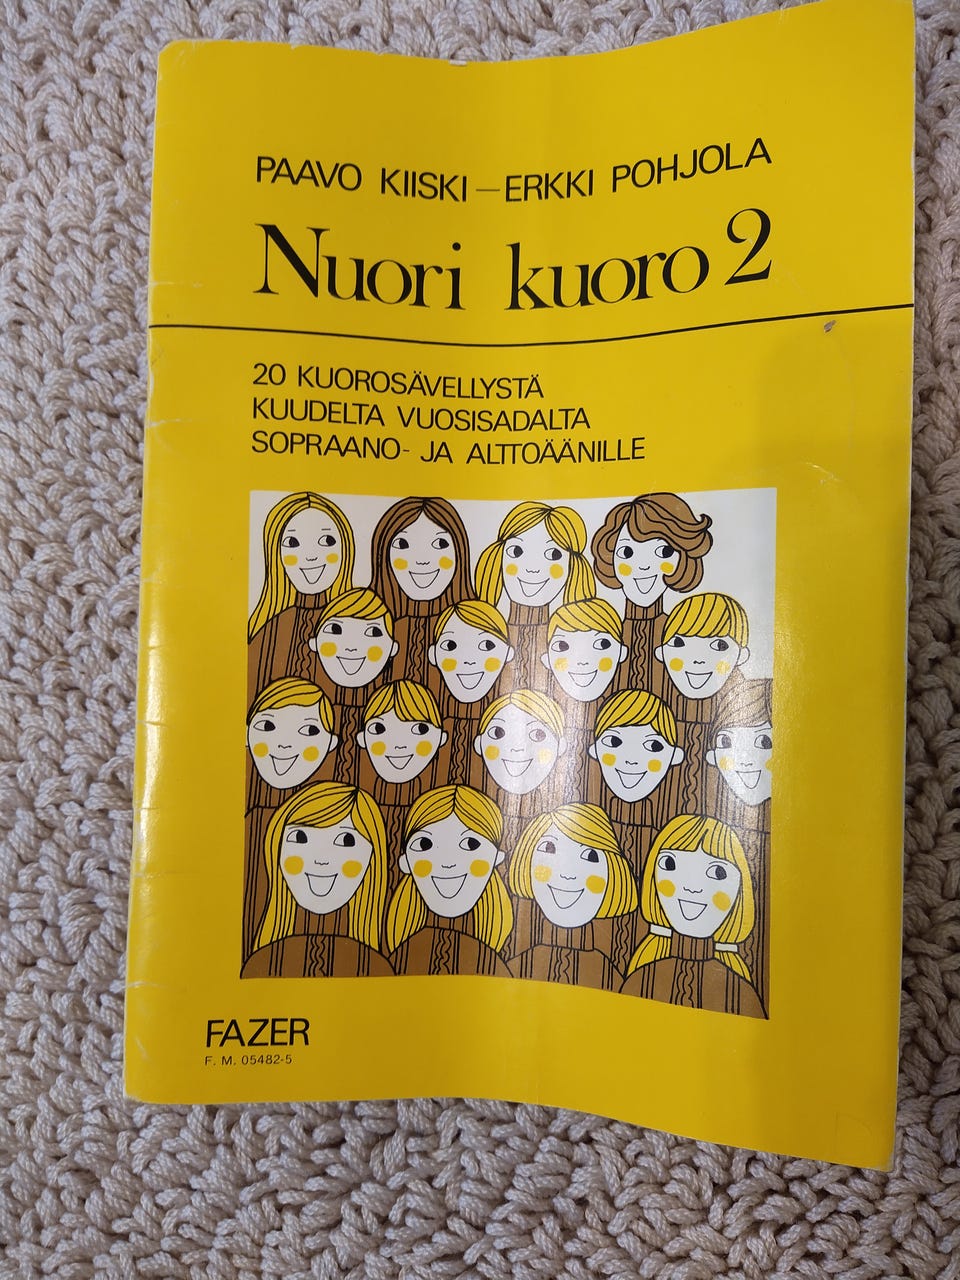 PAAVO KIISKI – ERKKI POHJOLA
Nuori kuoro 2
20 KUOROSÄVELLYSTÄ
KUUDELTA VUOSISADALTA
SOPRAANO- JA ALTTOÄÄNILLE
FAZER
F. M. 05482-5